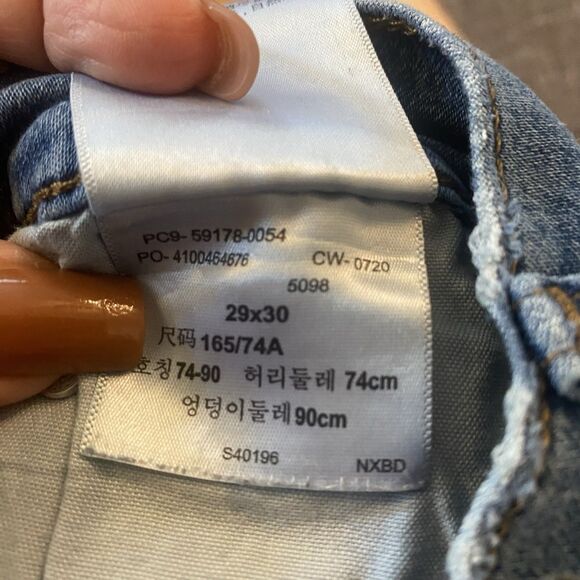 PC9- 59178-0054
PO- 4100464676 CW- 0720
5098
29x30
尺码 165/74A
호칭 74-90 허리둘레 74cm
엉덩이둘레 90cm
S40196 NXBD